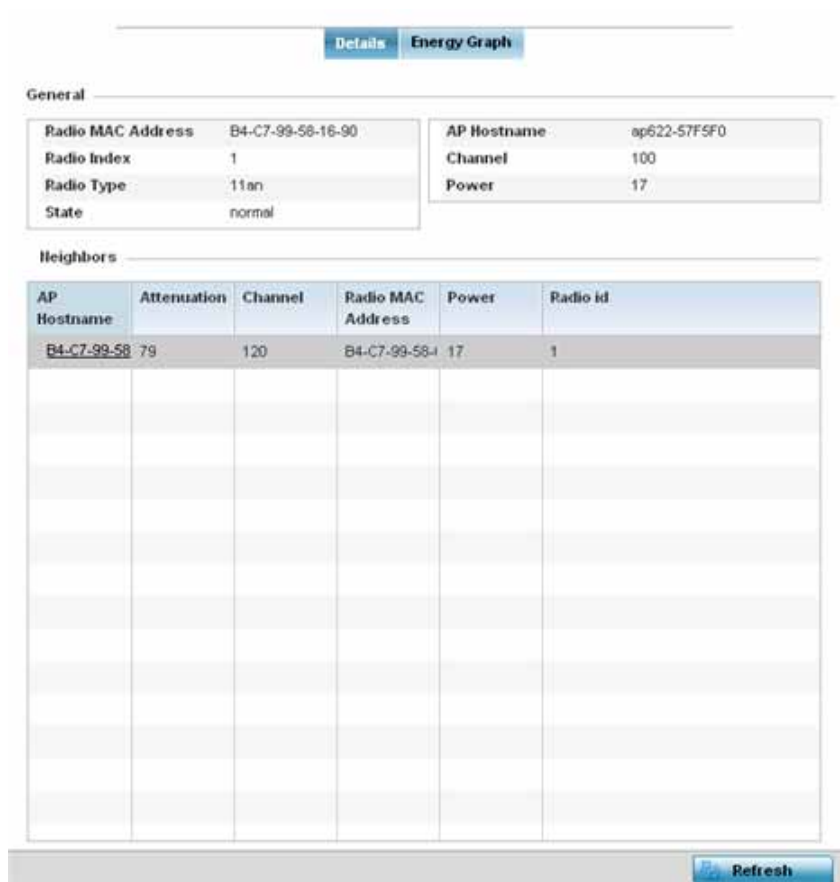 Details Energy Graph
General
Radio MAC Address B4-C7-99-58-16-90
Radio Index 1
Radio Type 11an
State normal
AP Hostname ap622-57F5F0
Channel 100
Power 17
Neighbors
AP Hostname Attenuation Channel Radio MAC Address Power Radio id
B4-C7-99-58 79 120 B4-C7-99-58- 17 1
Refresh